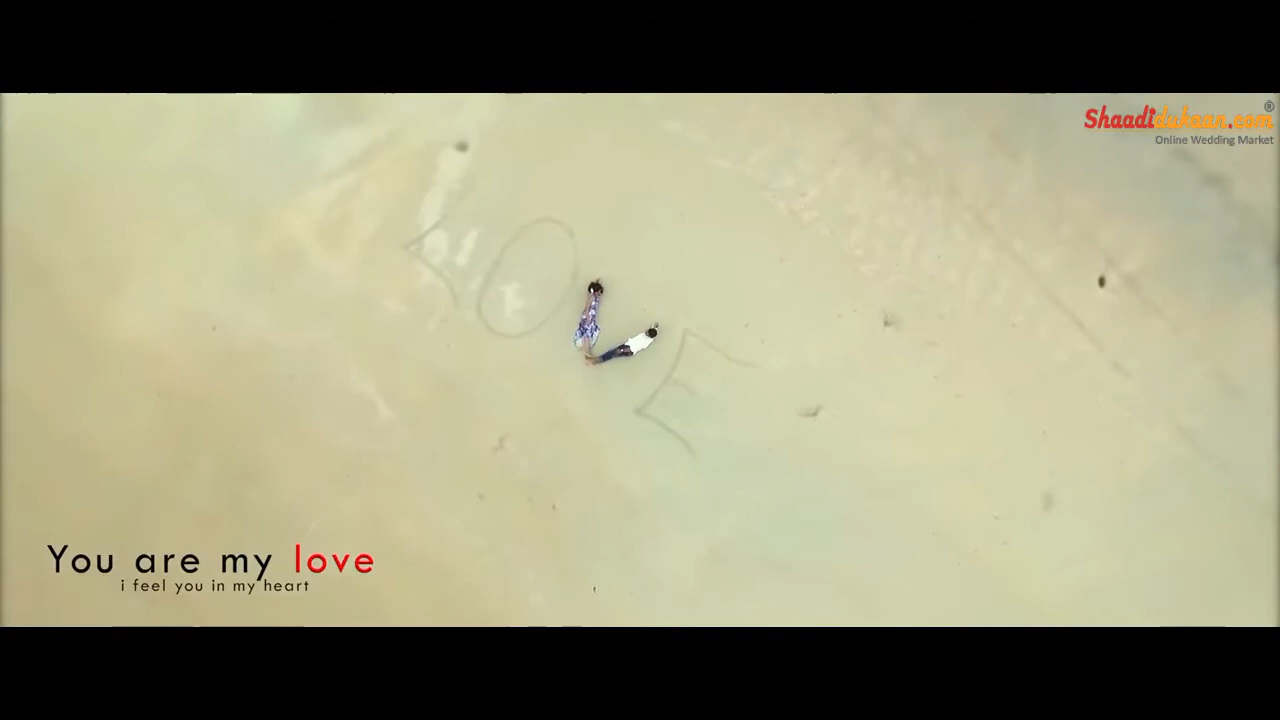 Shaadidukaan.com®
Online Wedding Market
LOVE
You are my love
i feel you in my heart